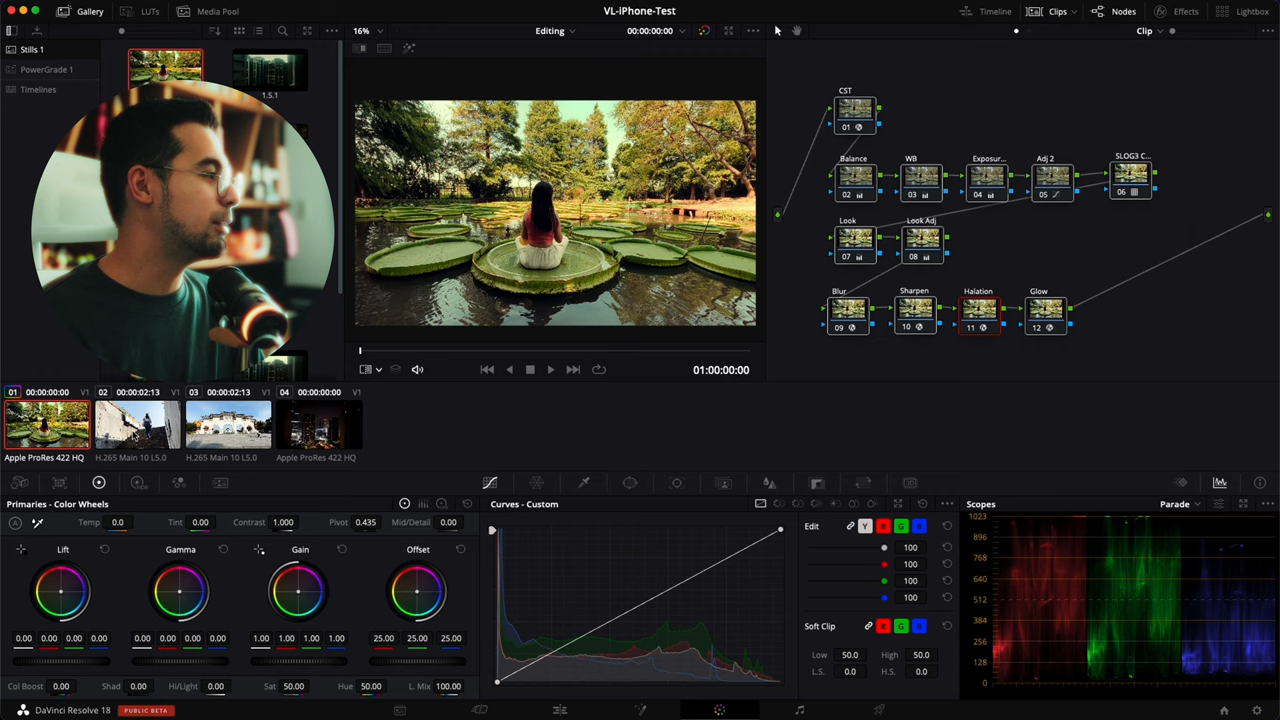 Gallery LUTs Media Pool VL-iPhone-Test Timeline Clips Nodes Effects Lightbox
16% Editing 00:00:00:00 Clip
Stills 1
PowerGrade 1
Timelines
1.5.1
CST
01
Balance WB Exposur... Adj 2 SLOG3 C...
02 03 04 05 06
Look Look Adj
07 08
Blur Sharpen Halation Glow
09 10 11 12
01:00:00:00
01 00:00:00:00 V1 02 00:00:02:13 V1 03 00:00:02:13 V1 04 00:00:00:00 V1
Apple ProRes 422 HQ H.265 Main 10 L5.0 H.265 Main 10 L5.0 Apple ProRes 422 HQ
Primaries - Color Wheels Curves - Custom Scopes Parade
Temp 0.0 Tint 0.00 Contrast 1.000 Pivot 0.435 Mid/Detail 0.00
Lift Gamma Gain Offset
0.00 0.00 0.00 0.00 0.00 0.00 0.00 0.00 1.00 1.00 1.00 1.00 25.00 25.00 25.00
Col Boost 0.00 Shad 0.00 Hi/Light 0.00 Sat 50.00 Hue 50.00 L. Mix 100.00
Edit Y R G B
100
100
100
100
Soft Clip R G B
Low 50.0 High 50.0
L.S. 0.0 H.S. 0.0
1023
896
768
640
512
384
256
128
0
DaVinci Resolve 18 PUBLIC BETA